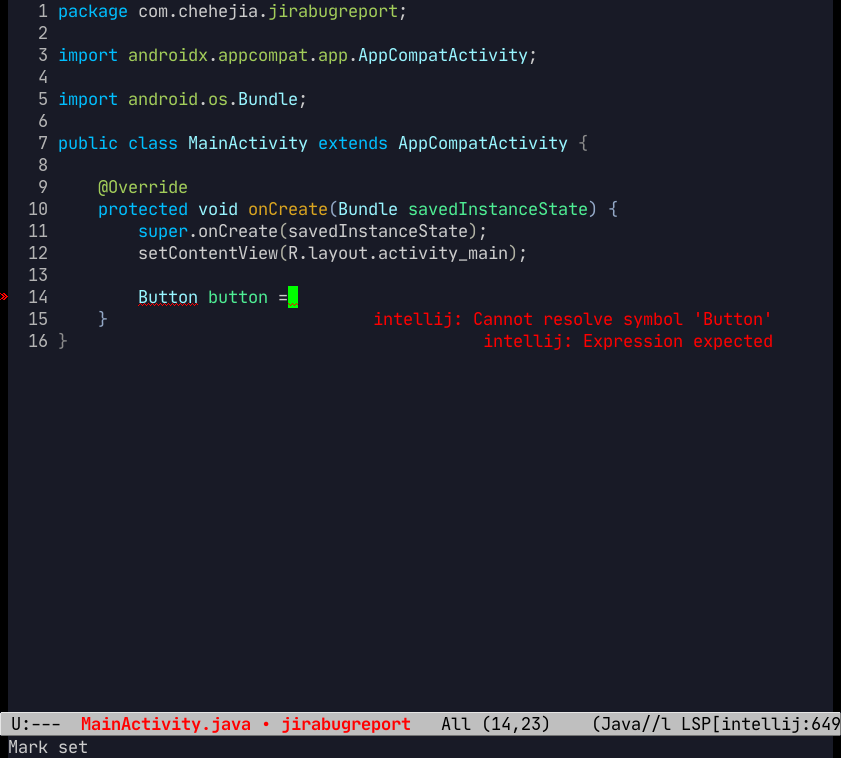 1 package com.chehejia.jirabugreport;
2
3 import androidx.appcompat.app.AppCompatActivity;
4
5 import android.os.Bundle;
6
7 public class MainActivity extends AppCompatActivity {
8
9     @Override
10     protected void onCreate(Bundle savedInstanceState) {
11         super.onCreate(savedInstanceState);
12         setContentView(R.layout.activity_main);
13
» 14         Button button =
15     } intellij: Cannot resolve symbol 'Button'
16 } intellij: Expression expected
U:--- MainActivity.java • jirabugreport All (14,23) (Java//l LSP[intellij:649
Mark set